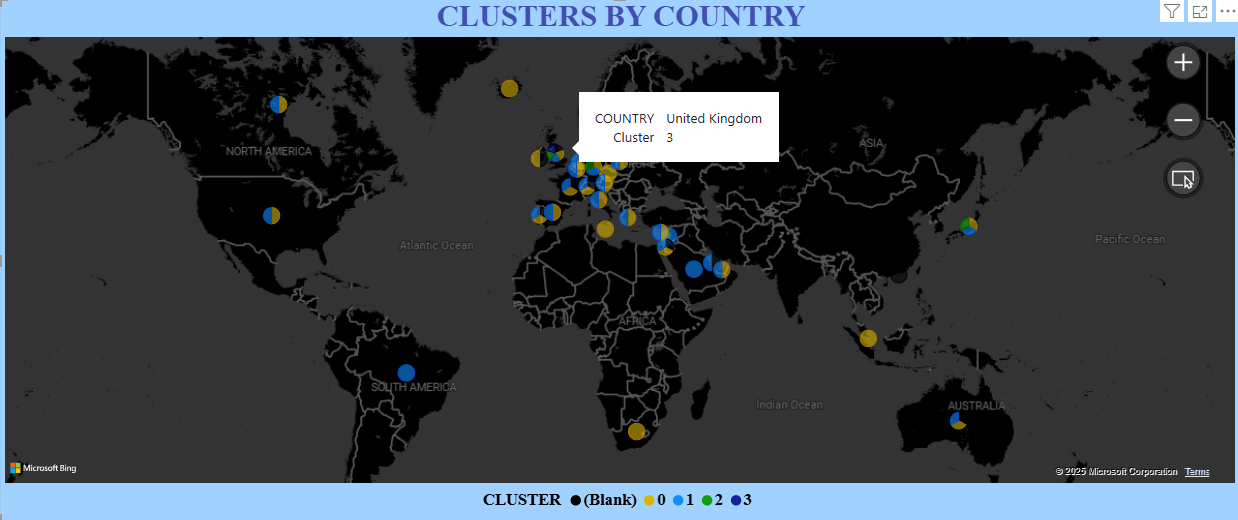 CLUSTERS BY COUNTRY
COUNTRY United Kingdom
Cluster 3
NORTH AMERICA
ASIA
Atlantic Ocean
Pacific Ocean
AFRICA
SOUTH AMERICA
Indian Ocean
AUSTRALIA
Microsoft Bing
© 2025 Microsoft Corporation Terms
CLUSTER (Blank) 0 1 2 3